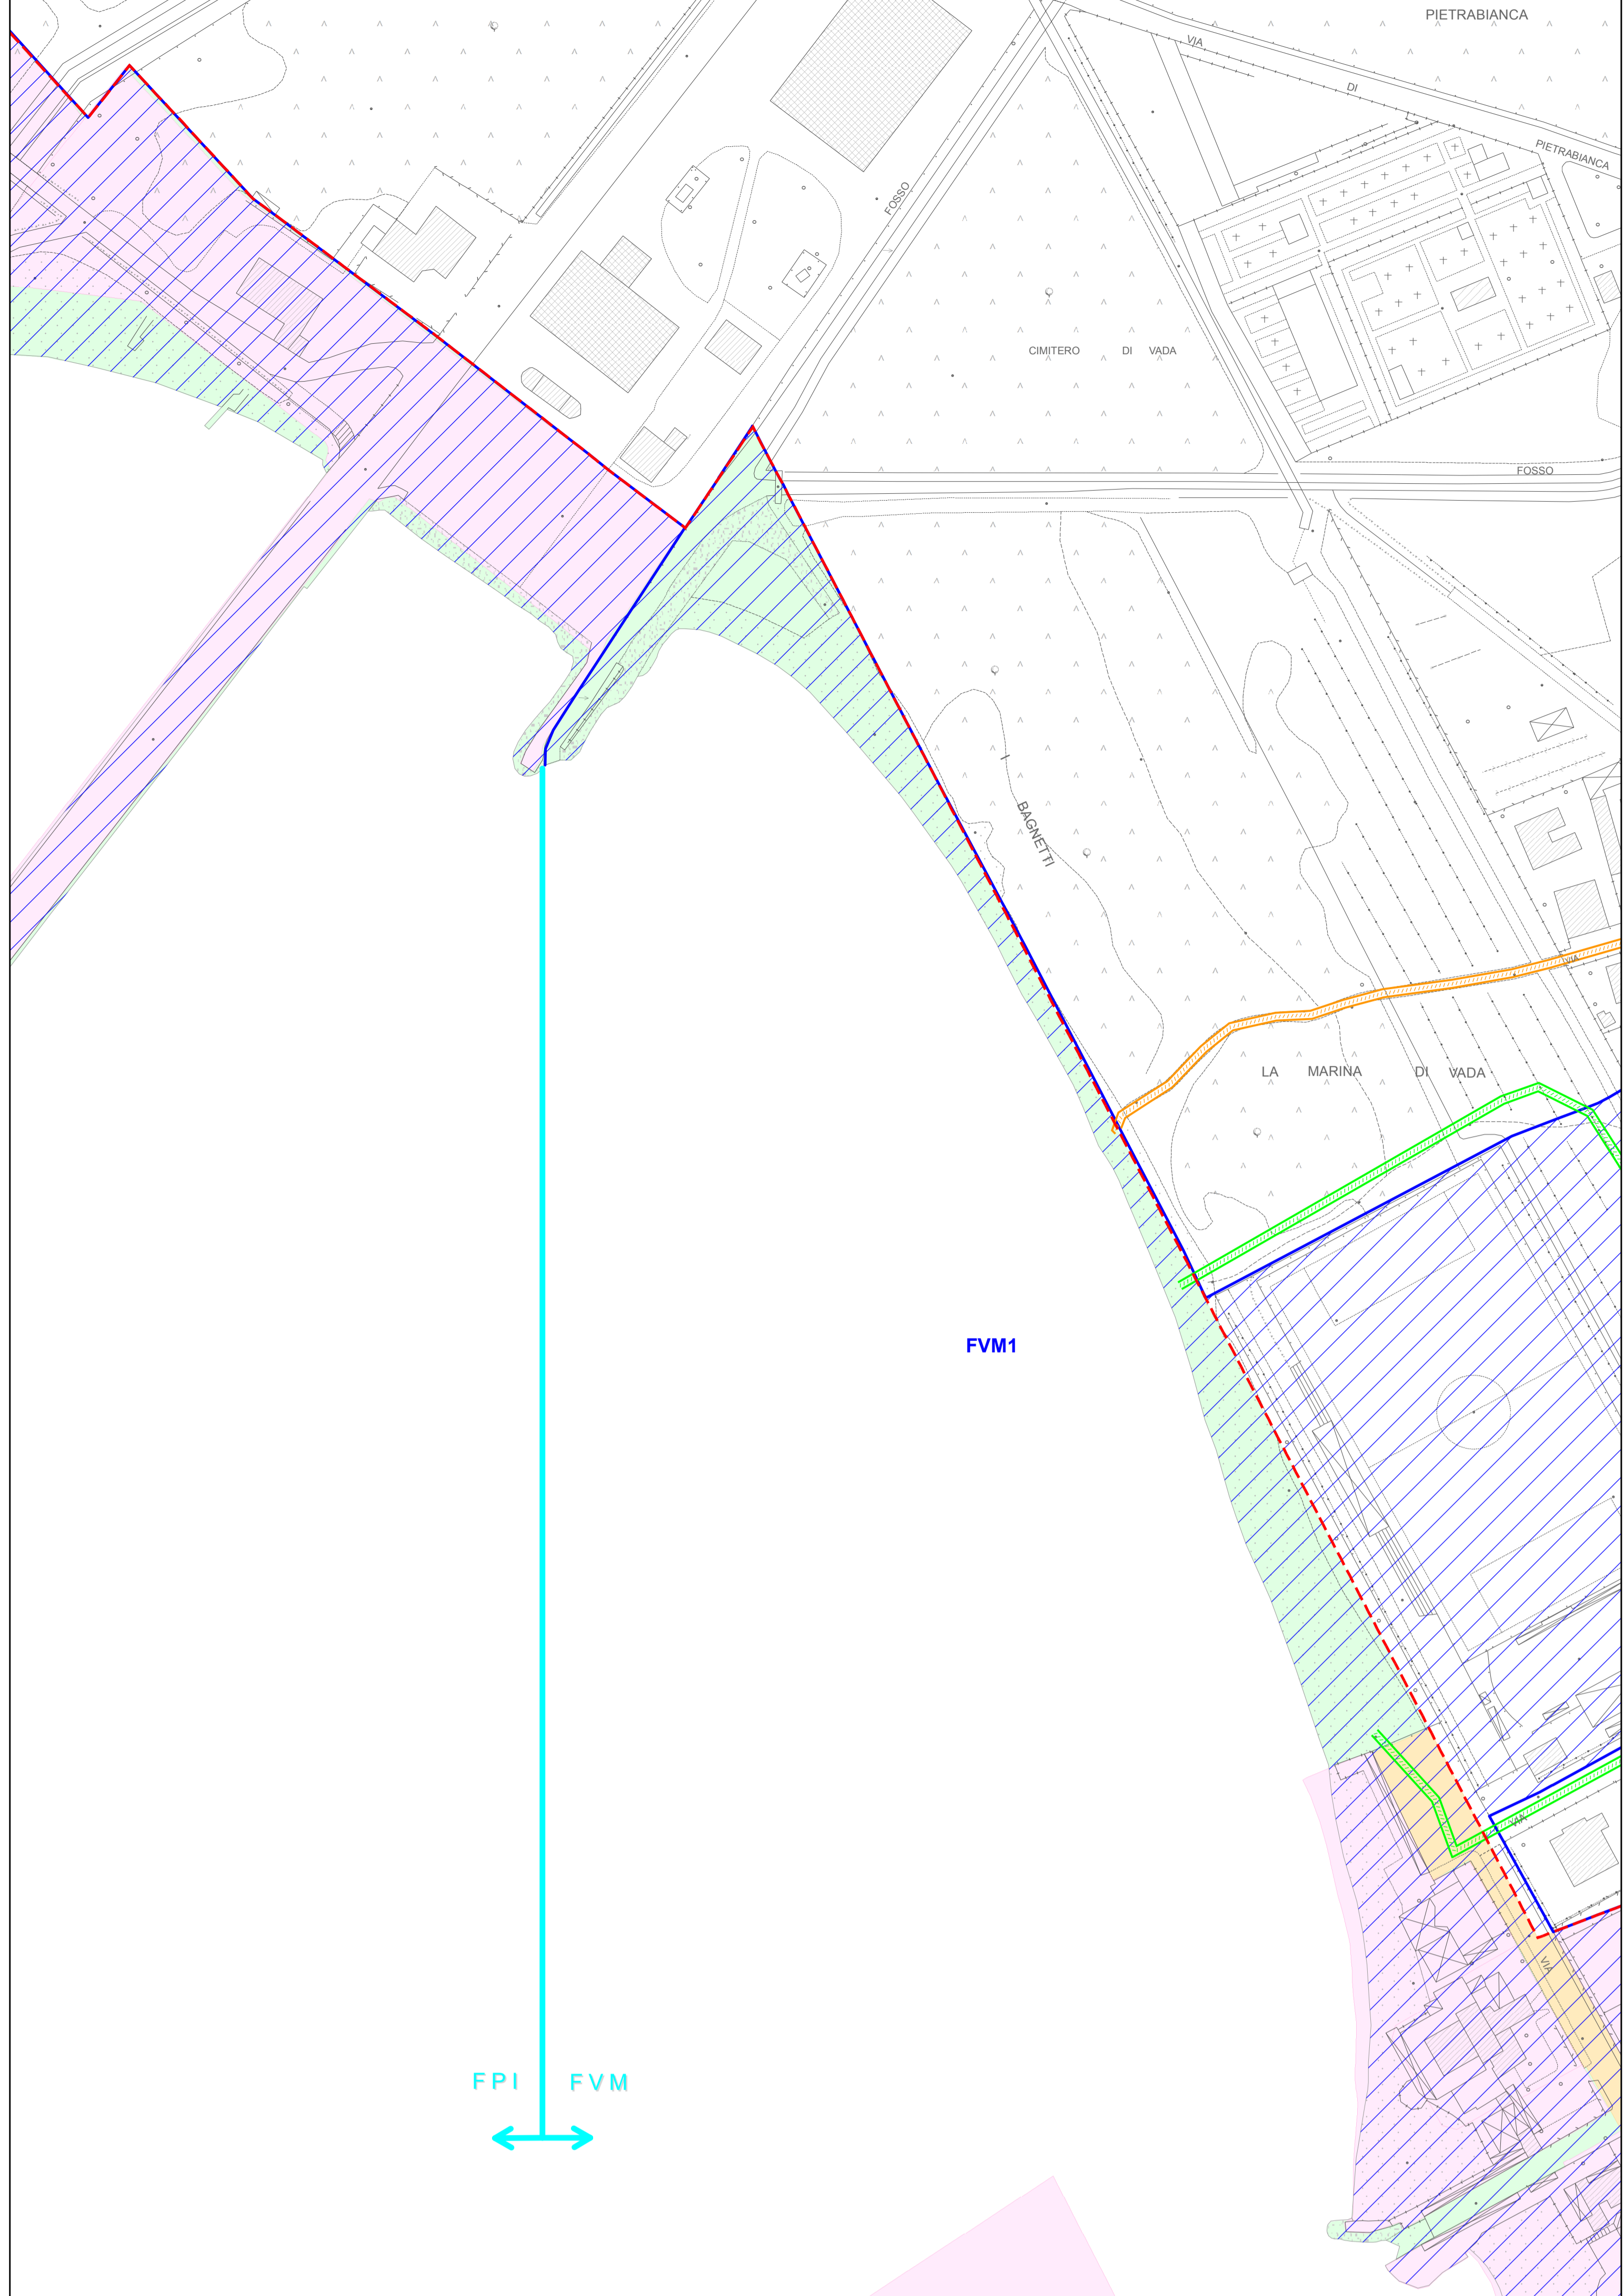 PIETRABIANCA
VIA
DI
PIETRABIANCA
FOSSO
CIMITERO DI VADA
FOSSO
I BAGNETTI
VIA
LA MARINA DI VADA
FVM1
VIA
VIA
FPI FVM